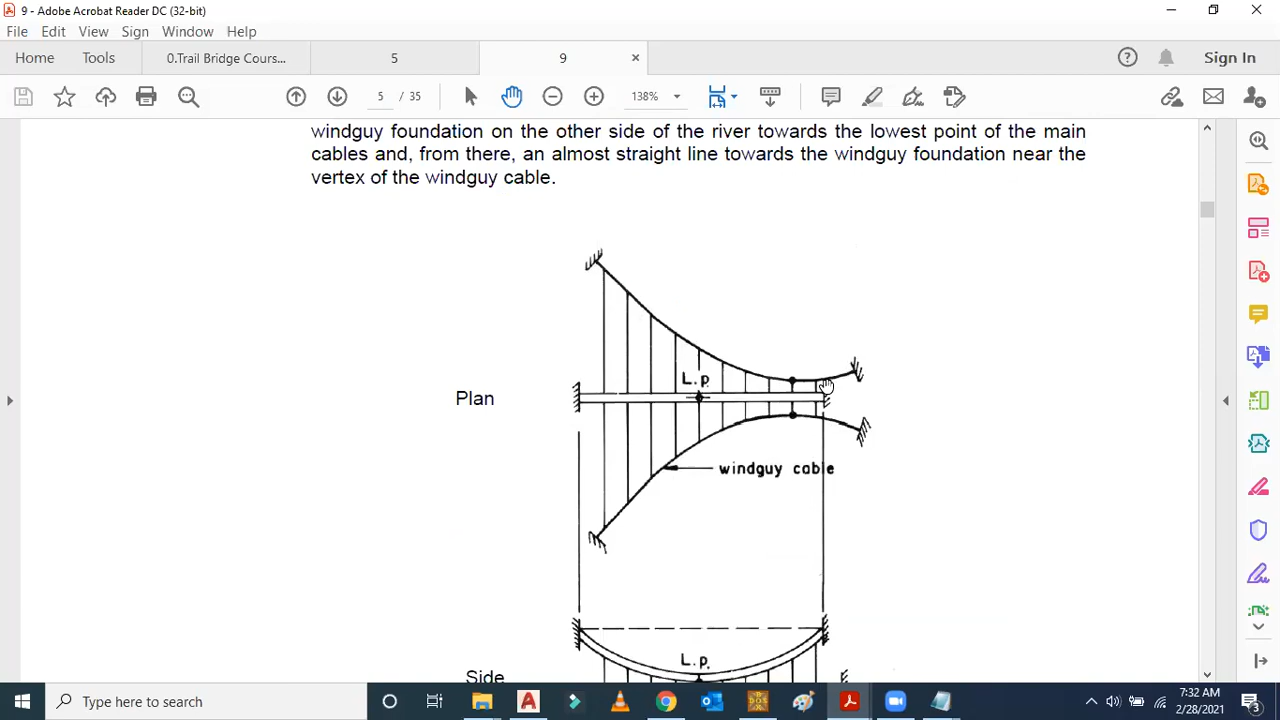 9 - Adobe Acrobat Reader DC (32-bit)
File Edit View Sign Window Help
Home Tools 0.Trail Bridge Cours... 5 9 Sign In
5 / 35 138%
windguy foundation on the other side of the river towards the lowest point of the main
cables and, from there, an almost straight line towards the windguy foundation near the
vertex of the windguy cable.
L.p.
Plan
windguy cable
L.p.
Side
Type here to search
7:32 AM
2/28/2021
3